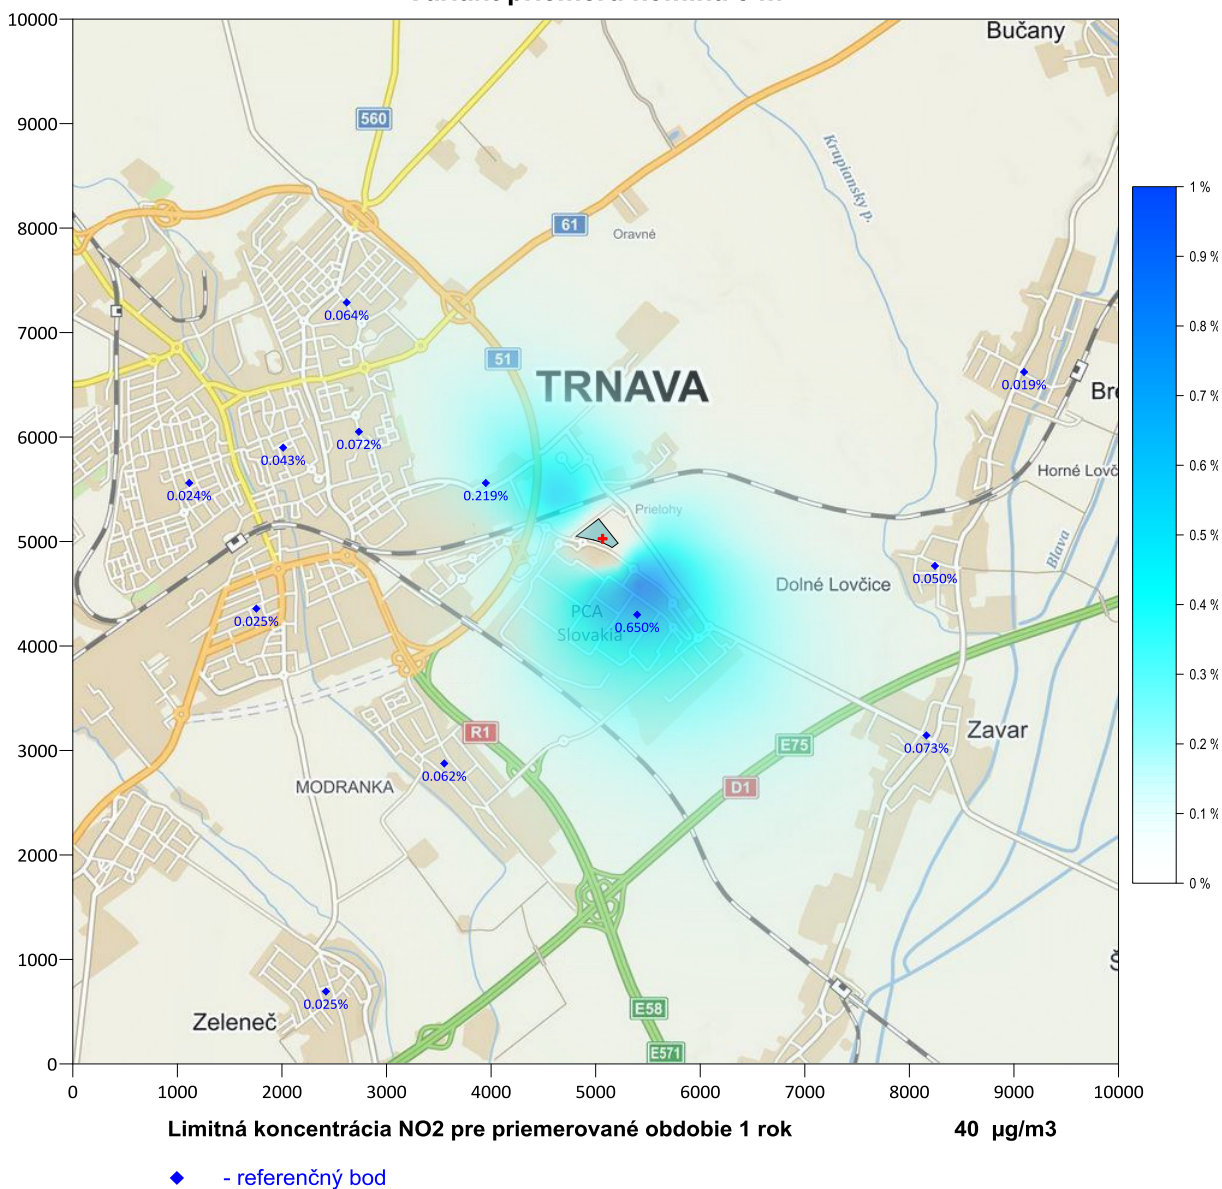 10000
Bučany
9000
560
Krupiansky p.
1 %
0.9 %
8000
61
Oravné
0.8 %
0.064%
7000
51
0.7 %
TRNAVA
0.019%
Bre
6000
0.072%
0.043%
0.6 %
Horné Lovč
0.024%
0.219%
Prielohy
5000
0.5 %
Blava
0.050%
Dolné Lovčice
0.4 %
PCA
Slovakia
0.650%
0.025%
4000
0.3 %
R1
Zavar
E75
0.073%
0.2 %
3000
0.062%
MODRANKA
D1
0.1 %
2000
0 %
1000
0.025%
Zeleneč
E58
E571
0
0 1000 2000 3000 4000 5000 6000 7000 8000 9000 10000
Limitná koncentrácia NO2 pre priemerované obdobie 1 rok 40 µg/m3
- referenčný bod